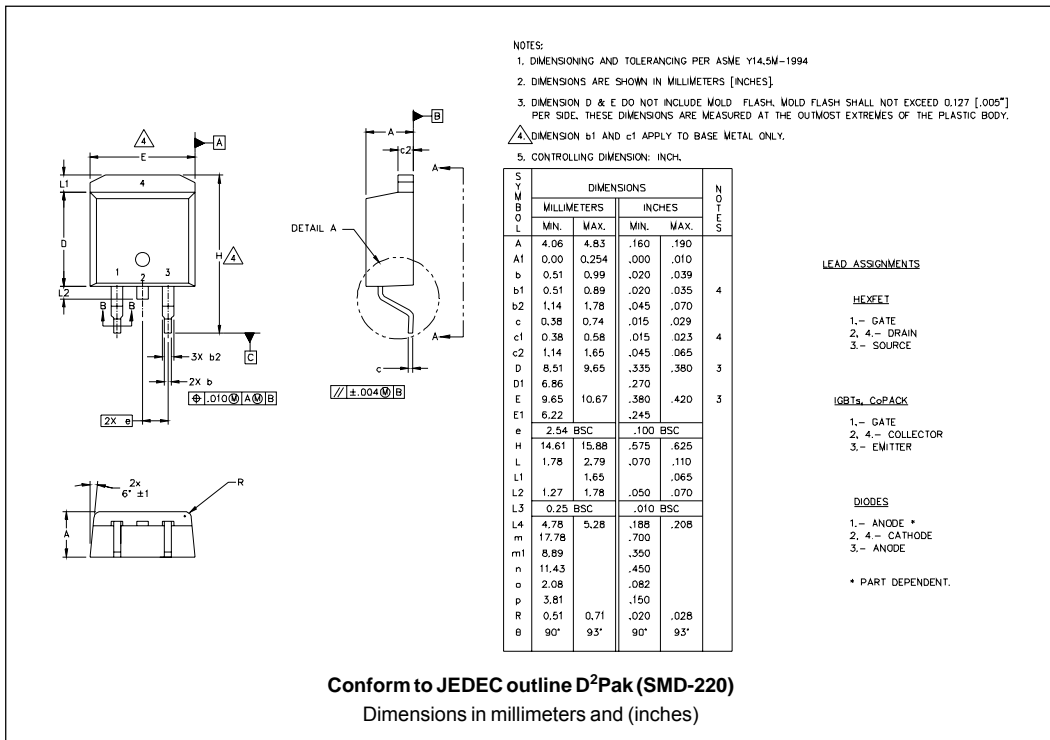 NOTES:
1. DIMENSIONING AND TOLERANCING PER ASME Y14.5M-1994
2. DIMENSIONS ARE SHOWN IN MILLIMETERS [INCHES].
3. DIMENSION D & E DO NOT INCLUDE MOLD FLASH. MOLD FLASH SHALL NOT EXCEED 0.127 [.005"]
PER SIDE. THESE DIMENSIONS ARE MEASURED AT THE OUTMOST EXTREMES OF THE PLASTIC BODY.
4. DIMENSION b1 AND c1 APPLY TO BASE METAL ONLY.
5. CONTROLLING DIMENSION: INCH.
4
A
E
L1
4
D
H 4
1 2 3
L2
B B
C
3X b2
2X b
⌖ .010Ⓜ AⓂ B
2X e
A
B
c2
A
DETAIL A
A
c
// ±.004Ⓜ B
2x
6° ±1
R
A
SYMBOL DIMENSIONS NOTES
MILLIMETERS INCHES
MIN. MAX. MIN. MAX.
A 4.06 4.83 .160 .190
A1 0.00 0.254 .000 .010
b 0.51 0.99 .020 .039
b1 0.51 0.89 .020 .035 4
b2 1.14 1.78 .045 .070
c 0.38 0.74 .015 .029
c1 0.38 0.58 .015 .023 4
c2 1.14 1.65 .045 .065
D 8.51 9.65 .335 .380 3
D1 6.86 .270
E 9.65 10.67 .380 .420 3
E1 6.22 .245
e 2.54 BSC .100 BSC
H 14.61 15.88 .575 .625
L 1.78 2.79 .070 .110
L1 1.65 .065
L2 1.27 1.78 .050 .070
L3 0.25 BSC .010 BSC
L4 4.78 5.28 .188 .208
m 17.78 .700
m1 8.89 .350
n 11.43 .450
o 2.08 .082
p 3.81 .150
R 0.51 0.71 .020 .028
θ 90° 93° 90° 93°
LEAD ASSIGNMENTS
HEXFET
1.- GATE
2, 4.- DRAIN
3.- SOURCE
IGBTs, CoPACK
1.- GATE
2, 4.- COLLECTOR
3.- EMITTER
DIODES
1.- ANODE *
2, 4.- CATHODE
3.- ANODE
* PART DEPENDENT.
Conform to JEDEC outline D²Pak (SMD-220)
Dimensions in millimeters and (inches)